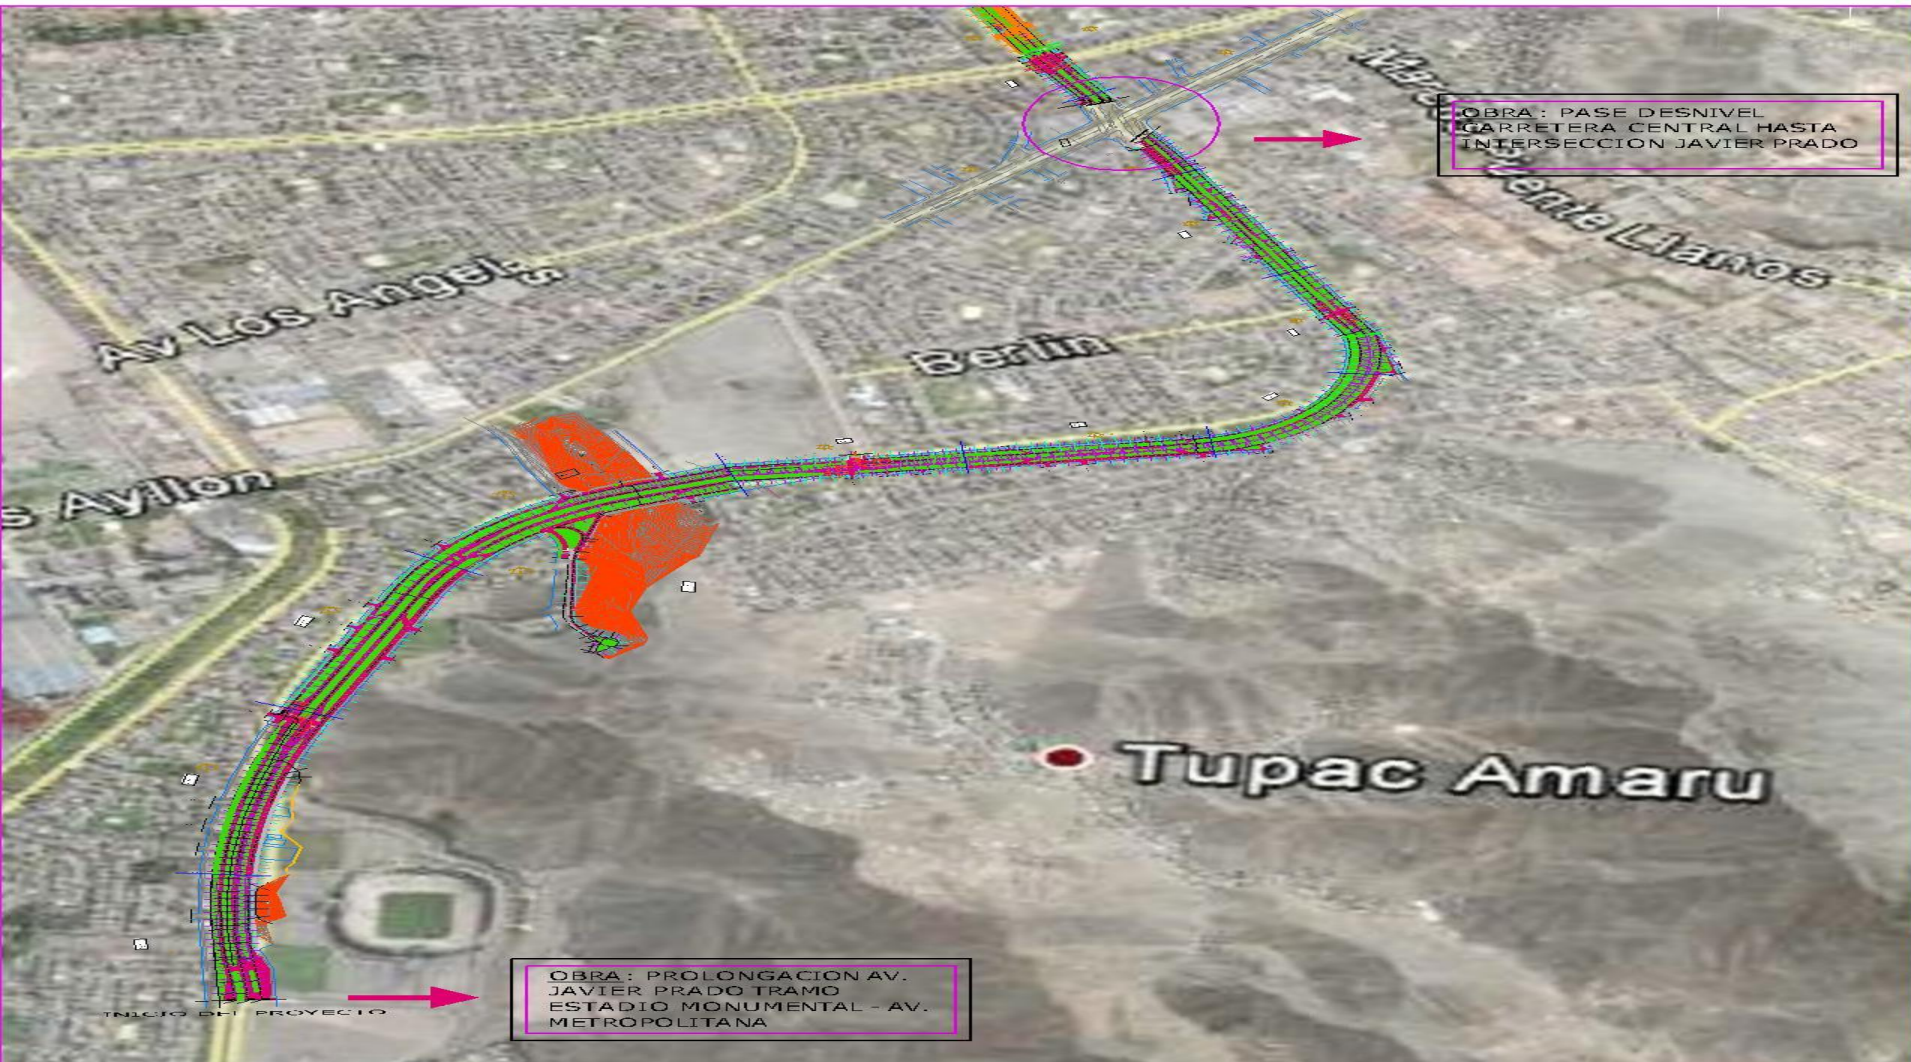 OBRA : PASE DESNIVEL
CARRETERA CENTRAL HASTA
INTERSECCION JAVIER PRADO
Llanos
Av Los Angeles
Berlin
s Ayllon
Tupac Amaru
OBRA : PROLONGACION AV.
JAVIER PRADO TRAMO
ESTADIO MONUMENTAL - AV.
METROPOLITANA
INICIO DEL PROYECTO